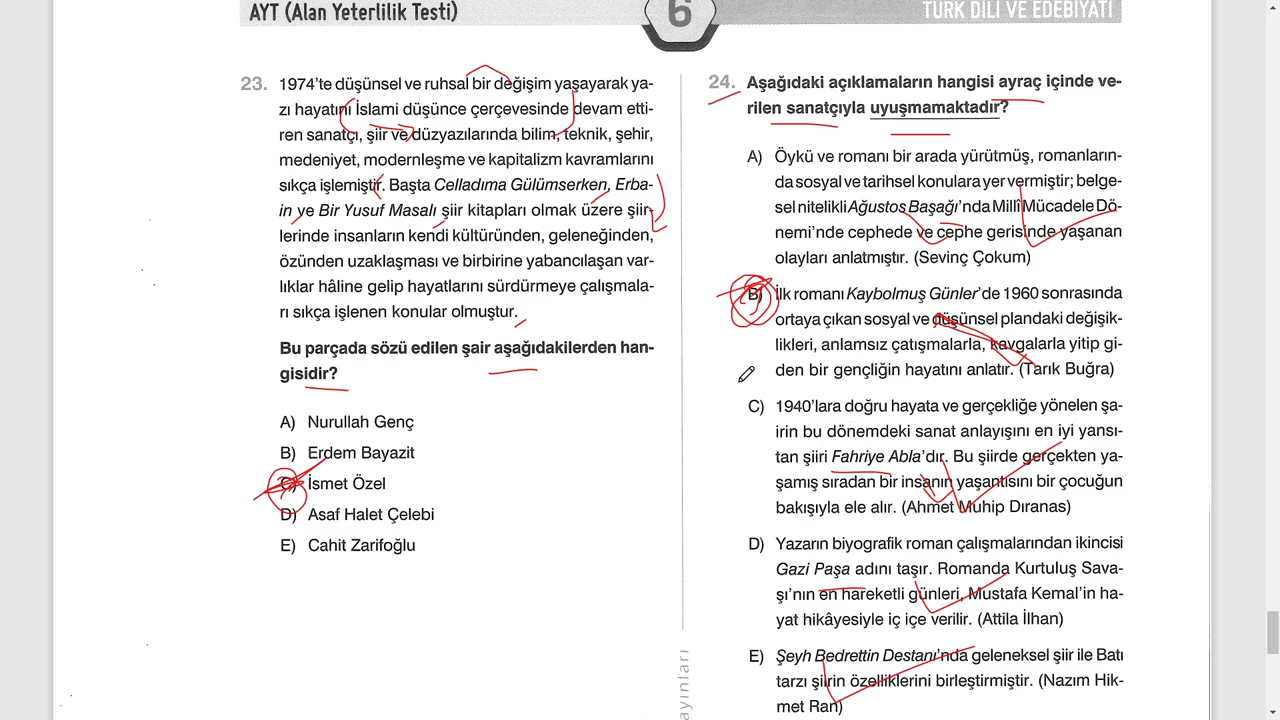 AYT (Alan Yeterlilik Testi)
6
TÜRK DİLİ VE EDEBİYATI
23. 1974'te düşünsel ve ruhsal bir değişim yaşayarak ya-
zı hayatını İslami düşünce çerçevesinde devam etti-
ren sanatçı, şiir ve düzyazılarında bilim, teknik, şehir,
medeniyet, modernleşme ve kapitalizm kavramlarını
sıkça işlemiştir. Başta Celladıma Gülümserken, Erba-
in ve Bir Yusuf Masalı şiir kitapları olmak üzere şiir-
lerinde insanların kendi kültüründen, geleneğinden,
özünden uzaklaşması ve birbirine yabancılaşan var-
lıklar hâline gelip hayatlarını sürdürmeye çalışmala-
rı sıkça işlenen konular olmuştur.
Bu parçada sözü edilen şair aşağıdakilerden han-
gisidir?
A) Nurullah Genç
B) Erdem Bayazit
C) İsmet Özel
D) Asaf Halet Çelebi
E) Cahit Zarifoğlu
24. Aşağıdaki açıklamaların hangisi ayraç içinde ve-
rilen sanatçıyla uyuşmamaktadır?
A) Öykü ve romanı bir arada yürütmüş, romanların-
da sosyal ve tarihsel konulara yer vermiştir; belge-
sel nitelikli Ağustos Başağı'nda Millî Mücadele Dö-
nemi'nde cephede ve cephe gerisinde yaşanan
olayları anlatmıştır. (Sevinç Çokum)
B) İlk romanı Kaybolmuş Günler'de 1960 sonrasında
ortaya çıkan sosyal ve düşünsel plandaki değişik-
likleri, anlamsız çatışmalarla, kavgalarla yitip gi-
den bir gençliğin hayatını anlatır. (Tarık Buğra)
C) 1940'lara doğru hayata ve gerçekliğe yönelen şa-
irin bu dönemdeki sanat anlayışını en iyi yansı-
tan şiiri Fahriye Abla'dır. Bu şiirde gerçekten ya-
şamış sıradan bir insanın yaşantısını bir çocuğun
bakışıyla ele alır. (Ahmet Muhip Dıranas)
D) Yazarın biyografik roman çalışmalarından ikincisi
Gazi Paşa adını taşır. Romanda Kurtuluş Sava-
şı'nın en hareketli günleri, Mustafa Kemal'in ha-
yat hikâyesiyle iç içe verilir. (Attila İlhan)
E) Şeyh Bedrettin Destanı'nda geleneksel şiir ile Batı
tarzı şiirin özelliklerini birleştirmiştir. (Nazım Hik-
met Ran)
ayınları